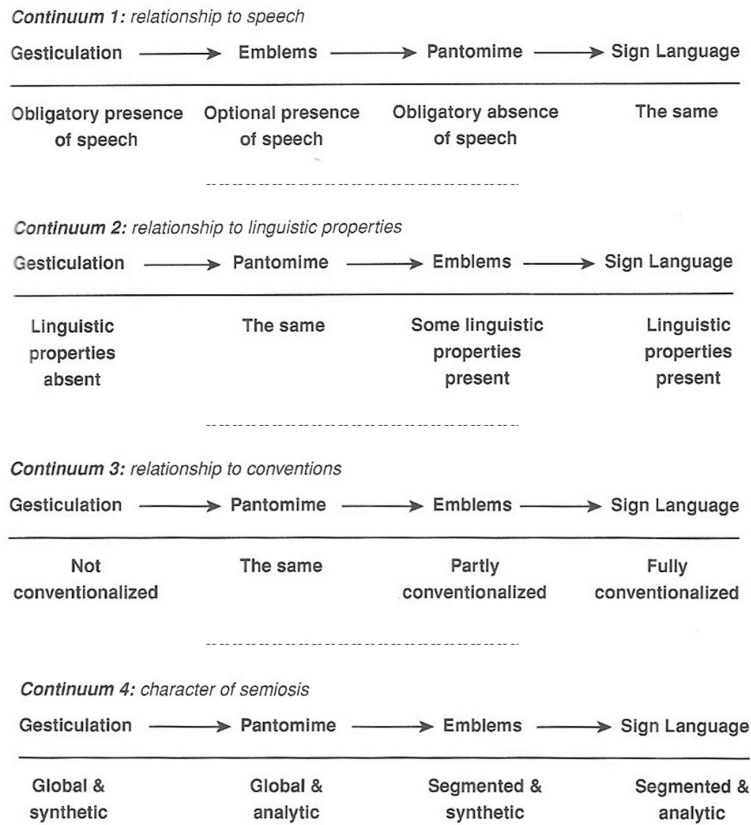 Continuum 1: relationship to speech
Gesticulation Emblems Pantomime Sign Language
Obligatory presence Optional presence Obligatory absence The same
of speech of speech of speech
Continuum 2: relationship to linguistic properties
Gesticulation Pantomime Emblems Sign Language
Linguistic The same Some linguistic Linguistic
properties properties properties
absent present present
Continuum 3: relationship to conventions
Gesticulation Pantomime Emblems Sign Language
Not The same Partly Fully
conventionalized conventionalized conventionalized
Continuum 4: character of semiosis
Gesticulation Pantomime Emblems Sign Language
Global & Global & Segmented & Segmented &
synthetic analytic synthetic analytic